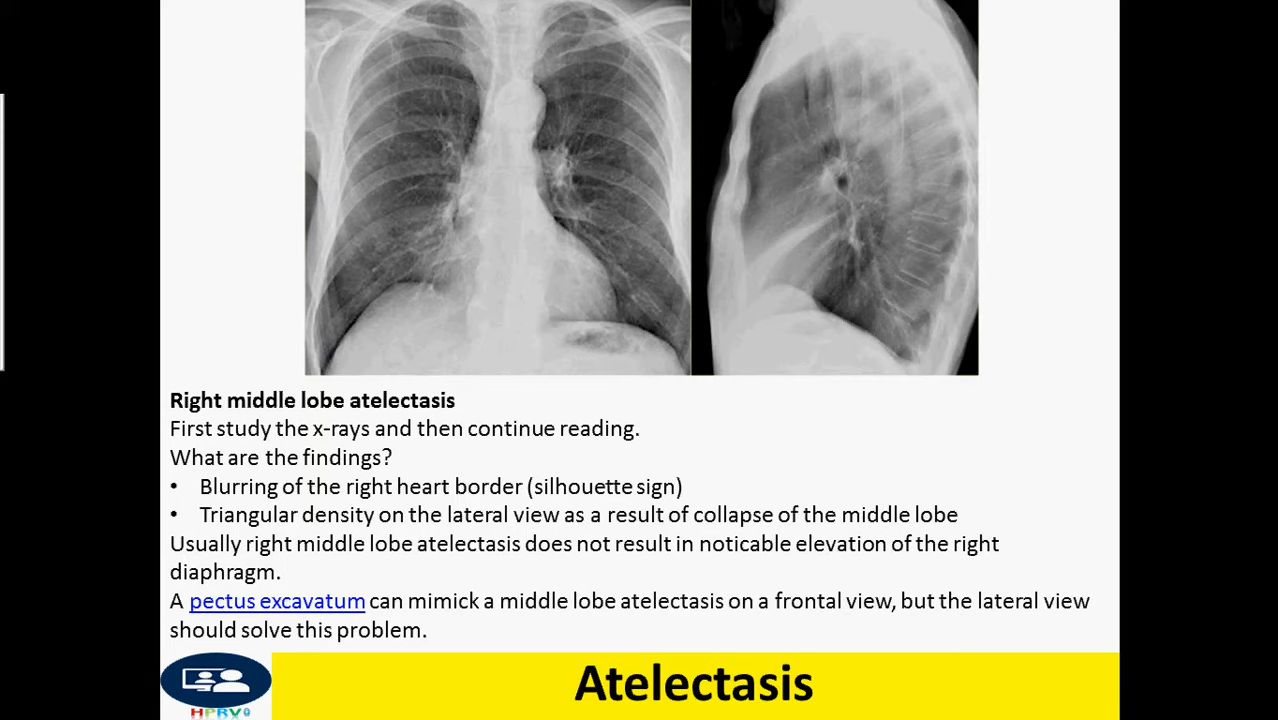 Right middle lobe atelectasis
First study the x-rays and then continue reading.
What are the findings?
• Blurring of the right heart border (silhouette sign)
• Triangular density on the lateral view as a result of collapse of the middle lobe
Usually right middle lobe atelectasis does not result in noticable elevation of the right
diaphragm.
A pectus excavatum can mimick a middle lobe atelectasis on a frontal view, but the lateral view
should solve this problem.
Atelectasis